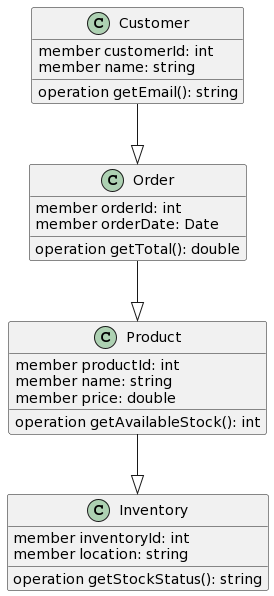 C Customer
member customerId: int
member name: string
operation getEmail(): string
C Order
member orderId: int
member orderDate: Date
operation getTotal(): double
C Product
member productId: int
member name: string
member price: double
operation getAvailableStock(): int
C Inventory
member inventoryId: int
member location: string
operation getStockStatus(): string